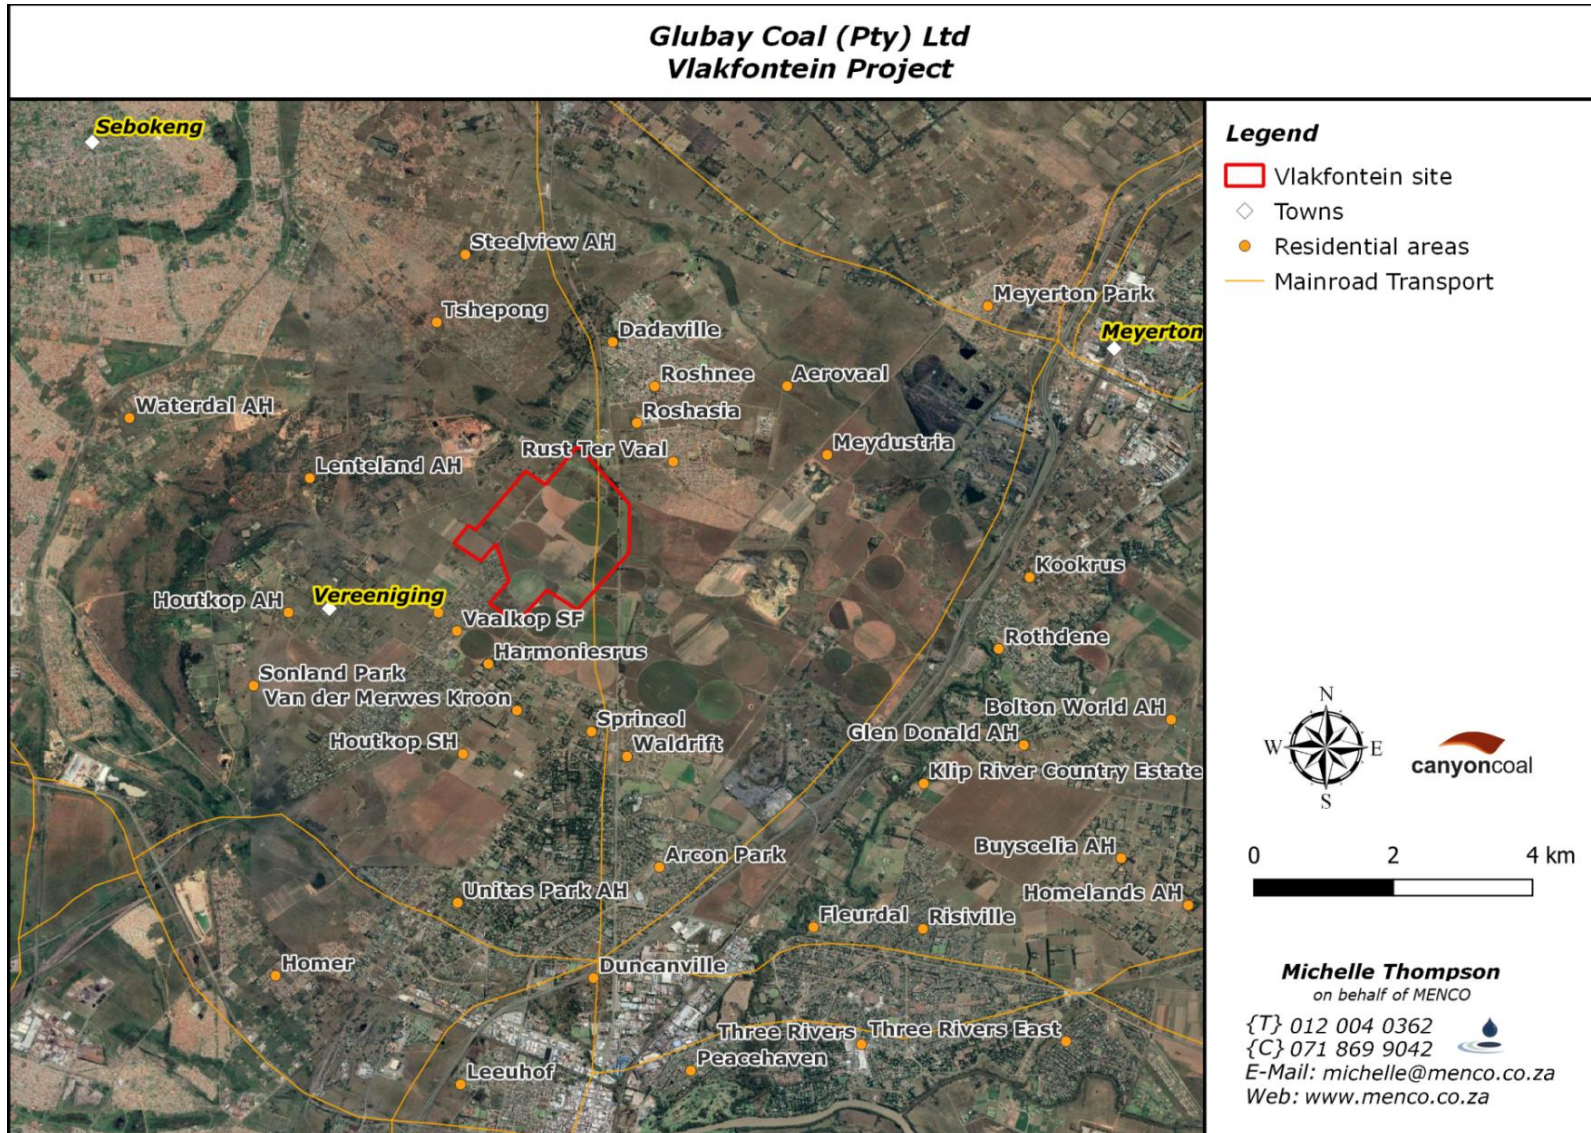 Glubay Coal (Pty) Ltd
Vlakfontein Project
Sebokeng
Steelview AH
Tshepong
Dadaville
Meyerton Park
Meyerton
Roshnee
Aerovaal
Waterdal AH
Roshasia
Rust Ter Vaal
Meydustria
Lenteland AH
Kookrus
Houtkop AH
Vereeniging
Vaalkop SF
Harmoniesrus
Rothdene
Sonland Park
Van der Merwes Kroon
Sprincol
Bolton World AH
Houtkop SH
Waldrift
Glen Donald AH
Klip River Country Estate
Arcon Park
Buyscelia AH
Unitas Park AH
Homelands AH
Fleurdal
Risiville
Homer
Duncanville
Three Rivers
Three Rivers East
Peacehaven
Leeuhof
Legend
Vlakfontein site
Towns
Residential areas
Mainroad Transport
N
W
E
S
canyoncoal
0 2 4 km
Michelle Thompson
on behalf of MENCO
{T} 012 004 0362
{C} 071 869 9042
E-Mail: michelle@menco.co.za
Web: www.menco.co.za